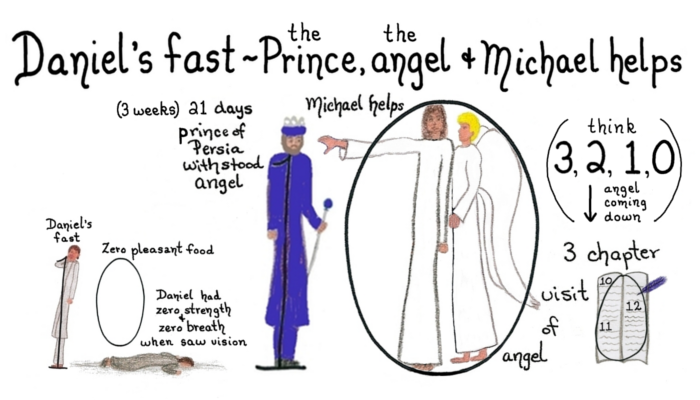 Daniel's fast ~ the Prince, the angel & Michael helps
(3 weeks) 21 days
prince of
Persia
withstood
angel
Michael helps
(think
3, 2, 1, 0
↓ angel
coming
down)
Daniel's
fast
Zero pleasant food
Daniel had
zero strength
&
zero breath
when saw vision
3 chapter
visit
of
angel
10
11
12